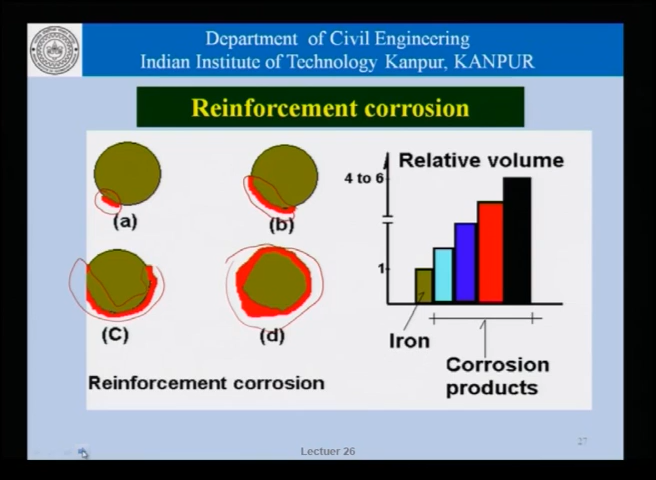 Department of Civil Engineering
Indian Institute of Technology Kanpur, KANPUR
Reinforcement corrosion
(a)
(b)
(C)
(d)
Reinforcement corrosion
Relative volume
4 to 6
1
Iron
Corrosion
products
27
Lectuer 26